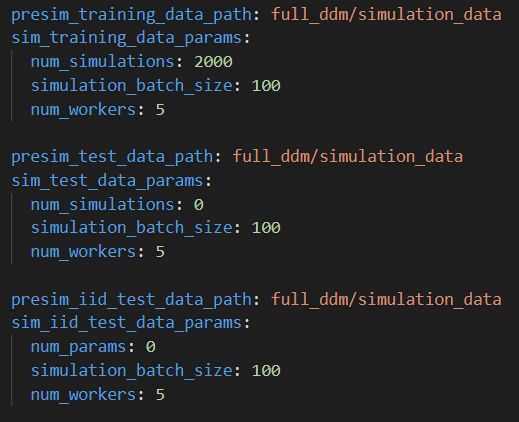 presim_training_data_path: full_ddm/simulation_data
sim_training_data_params:
  num_simulations: 2000
  simulation_batch_size: 100
  num_workers: 5

presim_test_data_path: full_ddm/simulation_data
sim_test_data_params:
  num_simulations: 0
  simulation_batch_size: 100
  num_workers: 5

presim_iid_test_data_path: full_ddm/simulation_data
sim_iid_test_data_params:
  num_params: 0
  simulation_batch_size: 100
  num_workers: 5